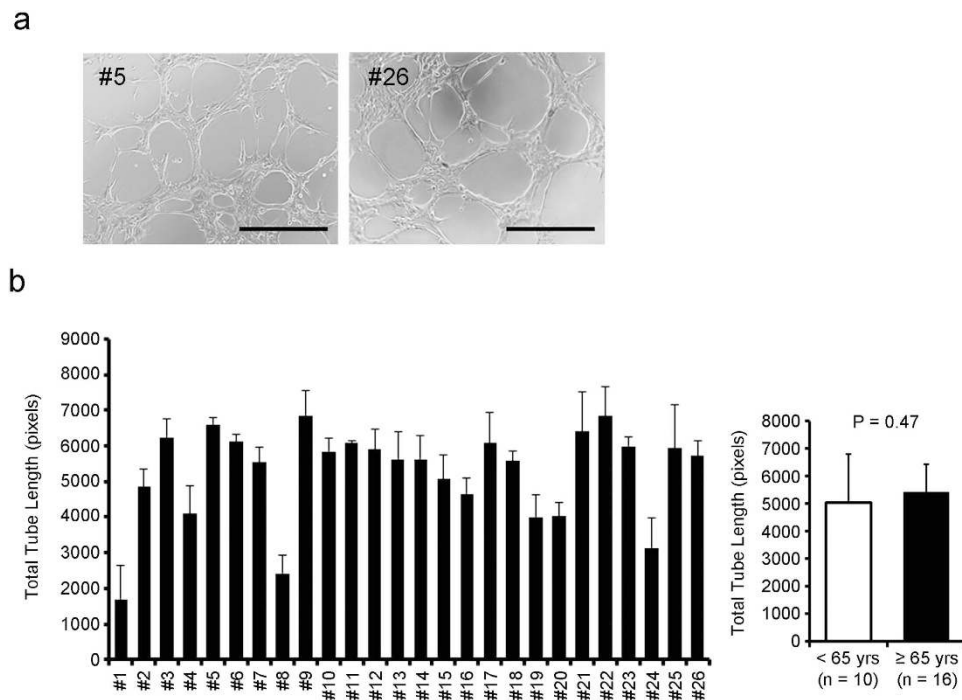 a
#5
#26
b
Total Tube Length (pixels)
9000
8000
7000
6000
5000
4000
3000
2000
1000
0
#1 #2 #3 #4 #5 #6 #7 #8 #9 #10 #11 #12 #13 #14 #15 #16 #17 #18 #19 #20 #21 #22 #23 #24 #25 #26
P = 0.47
Total Tube Length (pixels)
8000
7000
6000
5000
4000
3000
2000
1000
0
< 65 yrs ≥ 65 yrs
(n = 10) (n = 16)